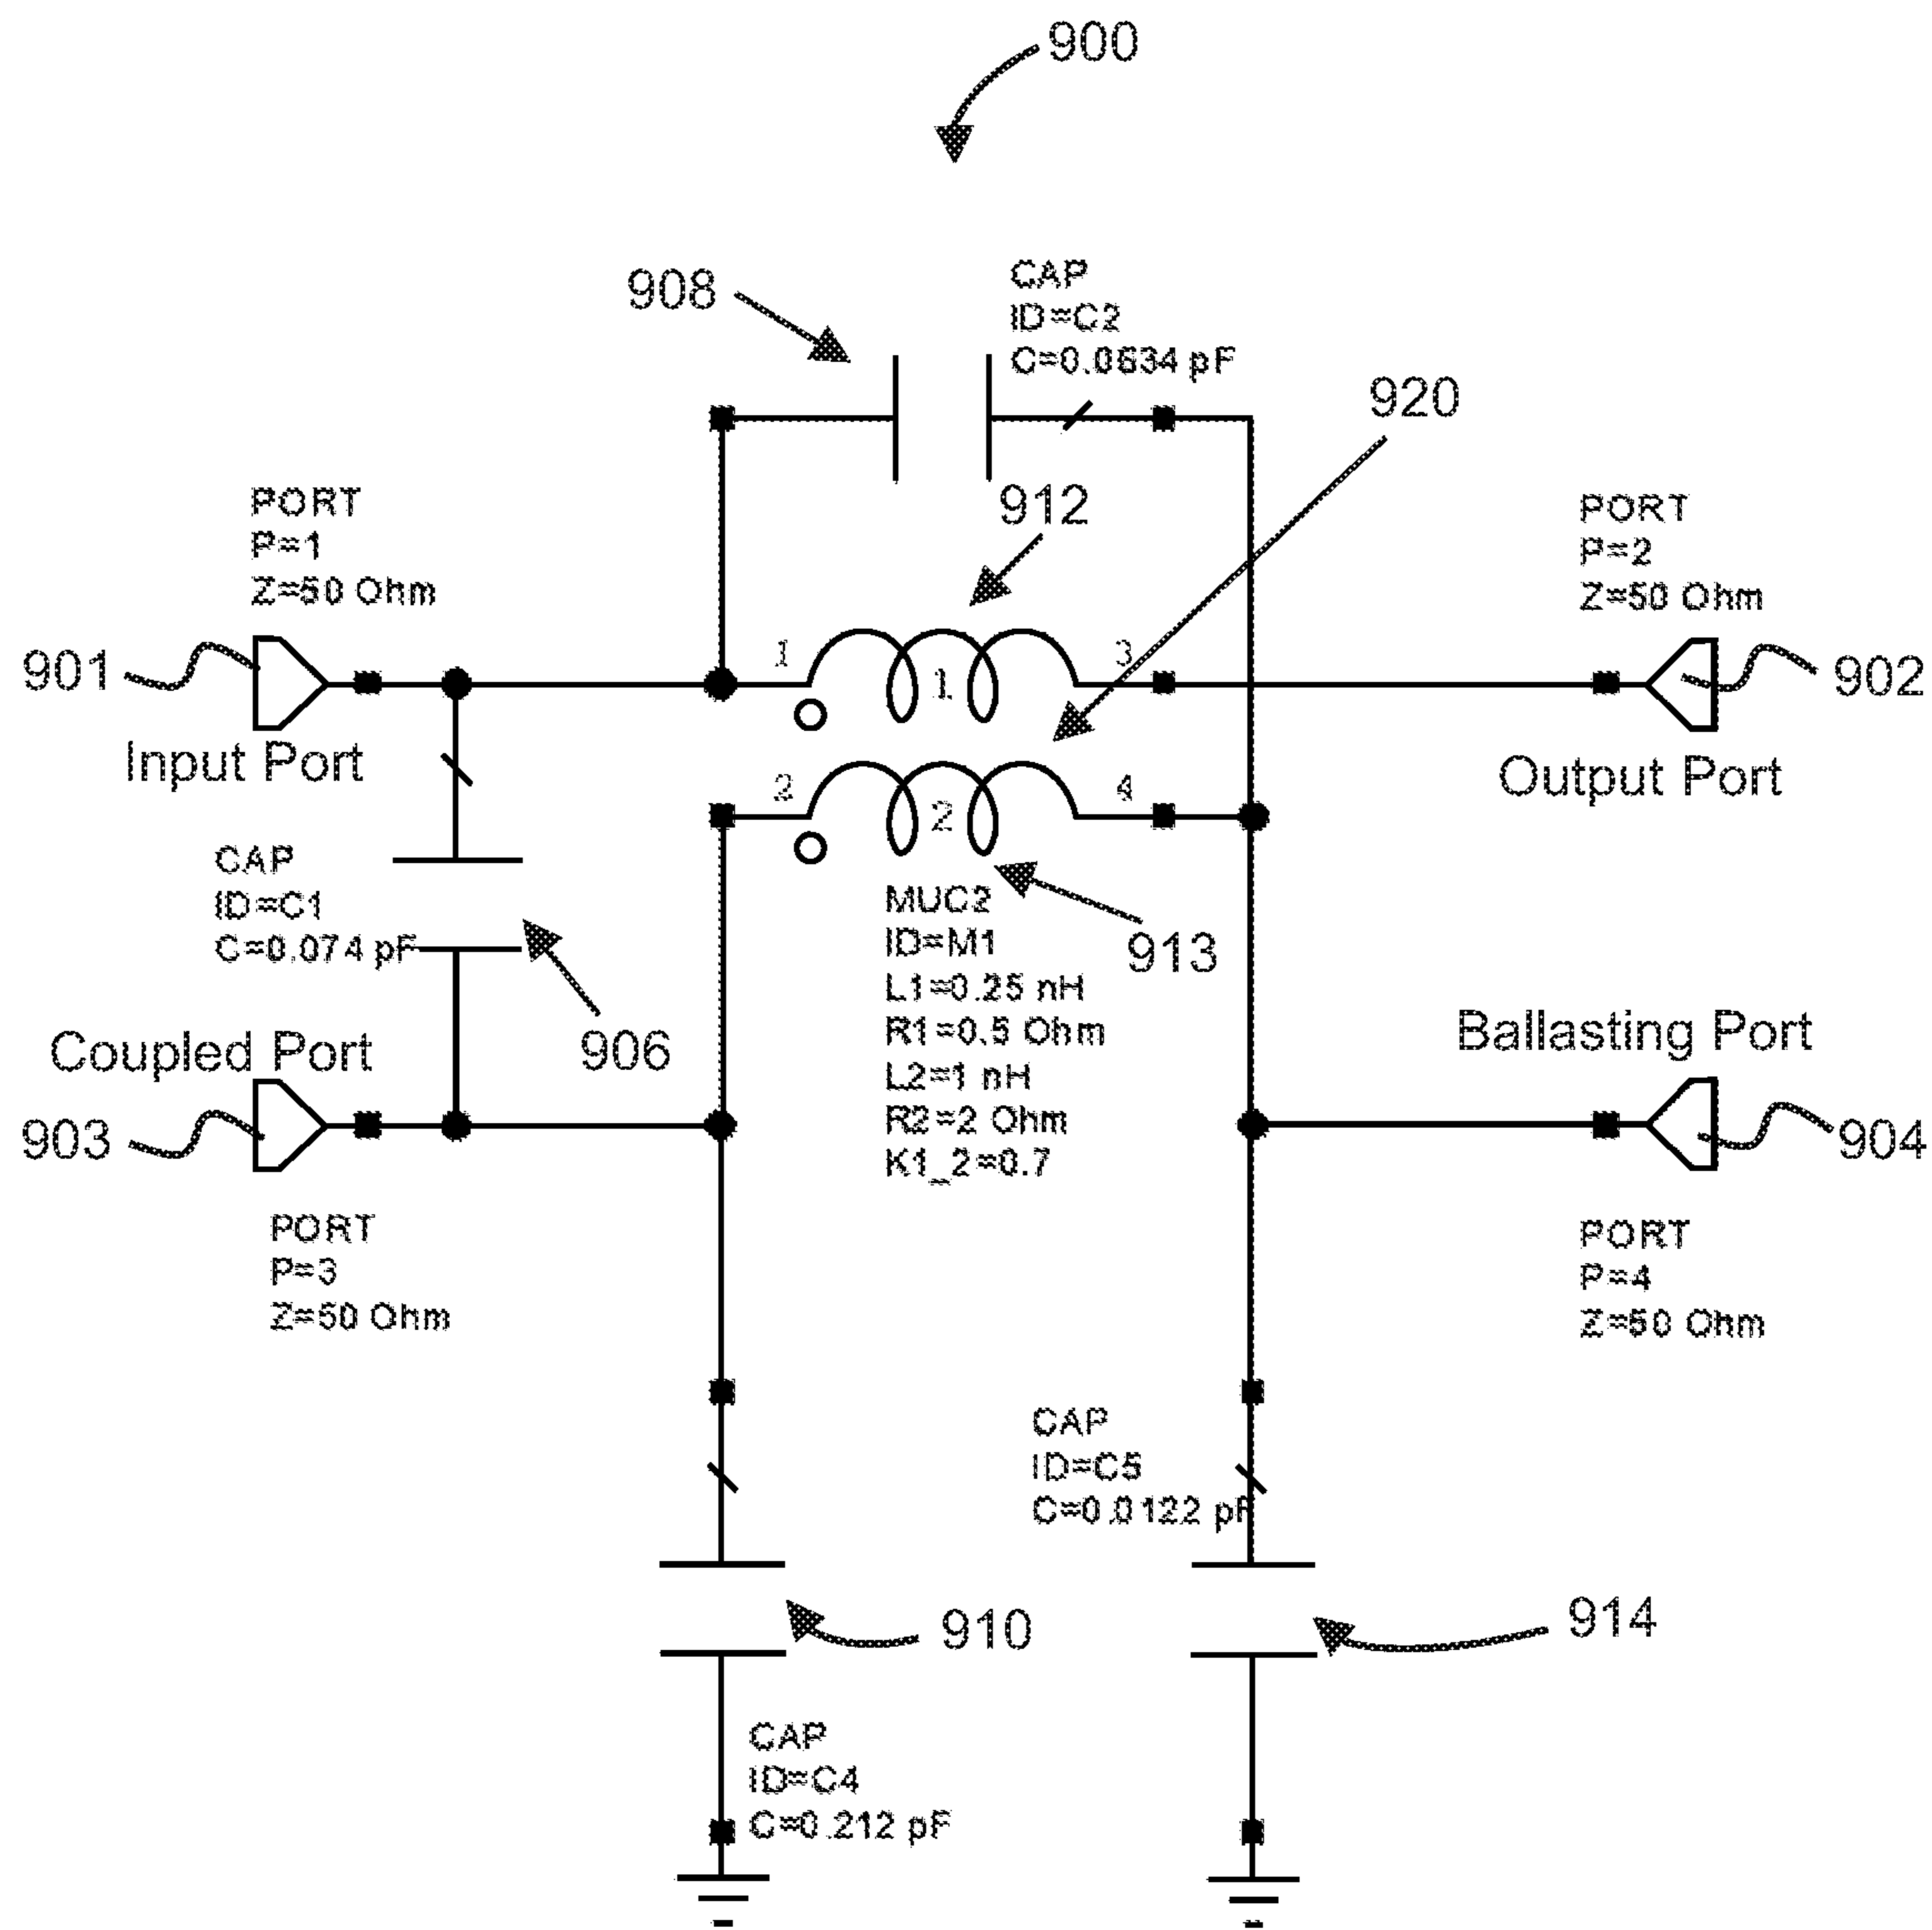 900
908
CAP
ID=C2
C=0.0634 pF
920
912
PORT
P=1
Z=50 Ohm
PORT
P=2
Z=50 Ohm
901
1
1
3
902
Input Port
Output Port
2
2
4
CAP
ID=C1
C=0.074 pF
906
MUC2
ID=M1
L1=0.25 nH
R1=0.5 Ohm
L2=1 nH
R2=2 Ohm
K1_2=0.7
913
Coupled Port
Ballasting Port
903
904
PORT
P=3
Z=50 Ohm
PORT
P=4
Z=50 Ohm
CAP
ID=C5
C=0.0122 pF
910
914
CAP
ID=C4
C=0.212 pF